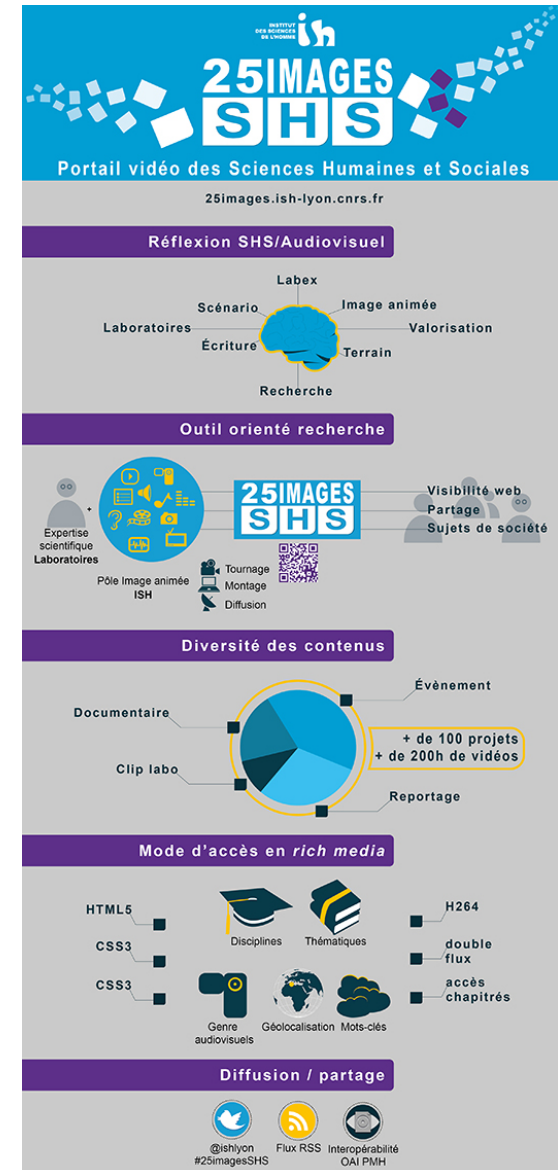 INSTITUT
DES SCIENCES
DE L'HOMME
ish
25IMAGES
SHS
Portail vidéo des Sciences Humaines et Sociales
25images.ish-lyon.cnrs.fr
Réflexion SHS/Audiovisuel
Labex
Scénario
Image animée
Laboratoires
Valorisation
Écriture
Terrain
Recherche
Outil orienté recherche
+
Expertise
scientifique
Laboratoires
Pôle Image animée
ISH
25IMAGES
SHS
Tournage
Montage
Diffusion
Visibilité web
Partage
Sujets de société
Diversité des contenus
Évènement
Documentaire
+ de 100 projets
+ de 200h de vidéos
Clip labo
Reportage
Mode d'accès en rich media
HTML5
CSS3
CSS3
Disciplines
Thématiques
Genre
audiovisuels
Géolocalisation
Mots-clés
H264
double
flux
accès
chapitrés
Diffusion / partage
@ishlyon
#25imagesSHS
Flux RSS
Interopérabilité
OAI PMH